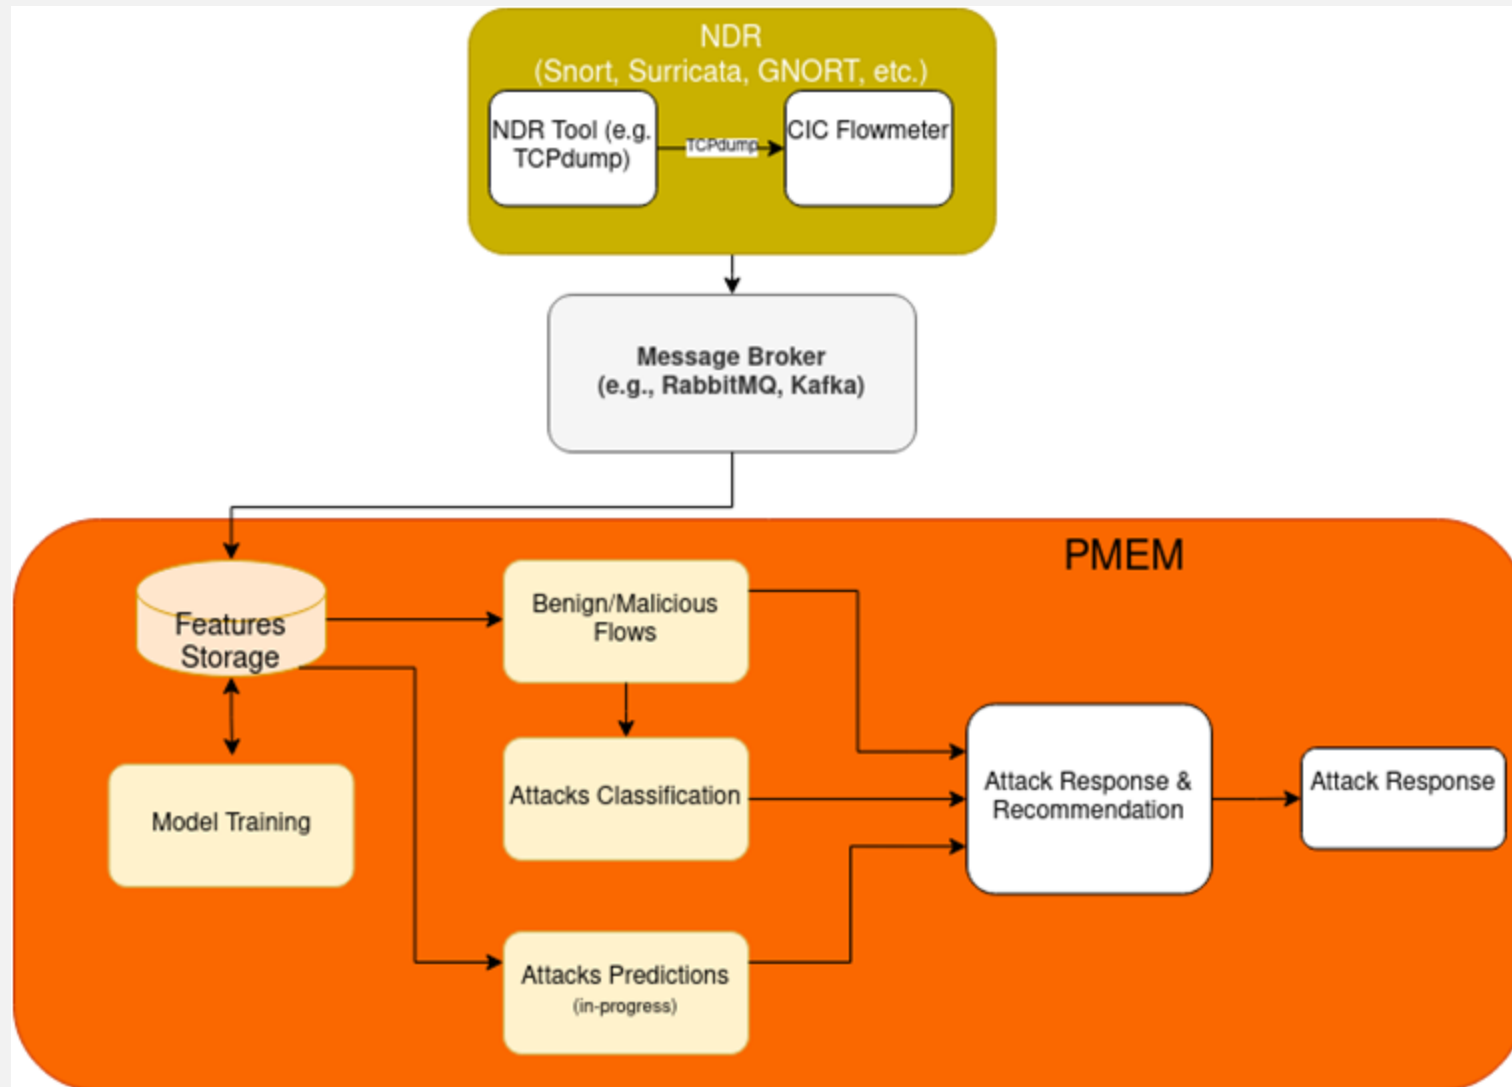 NDR
(Snort, Surricata, GNORT, etc.)
NDR Tool (e.g.
TCPdump)
TCPdump
CIC Flowmeter
Message Broker
(e.g., RabbitMQ, Kafka)
PMEM
Features
Storage
Benign/Malicious
Flows
Model Training
Attacks Classification
Attack Response &
Recommendation
Attack Response
Attacks Predictions
(in-progress)